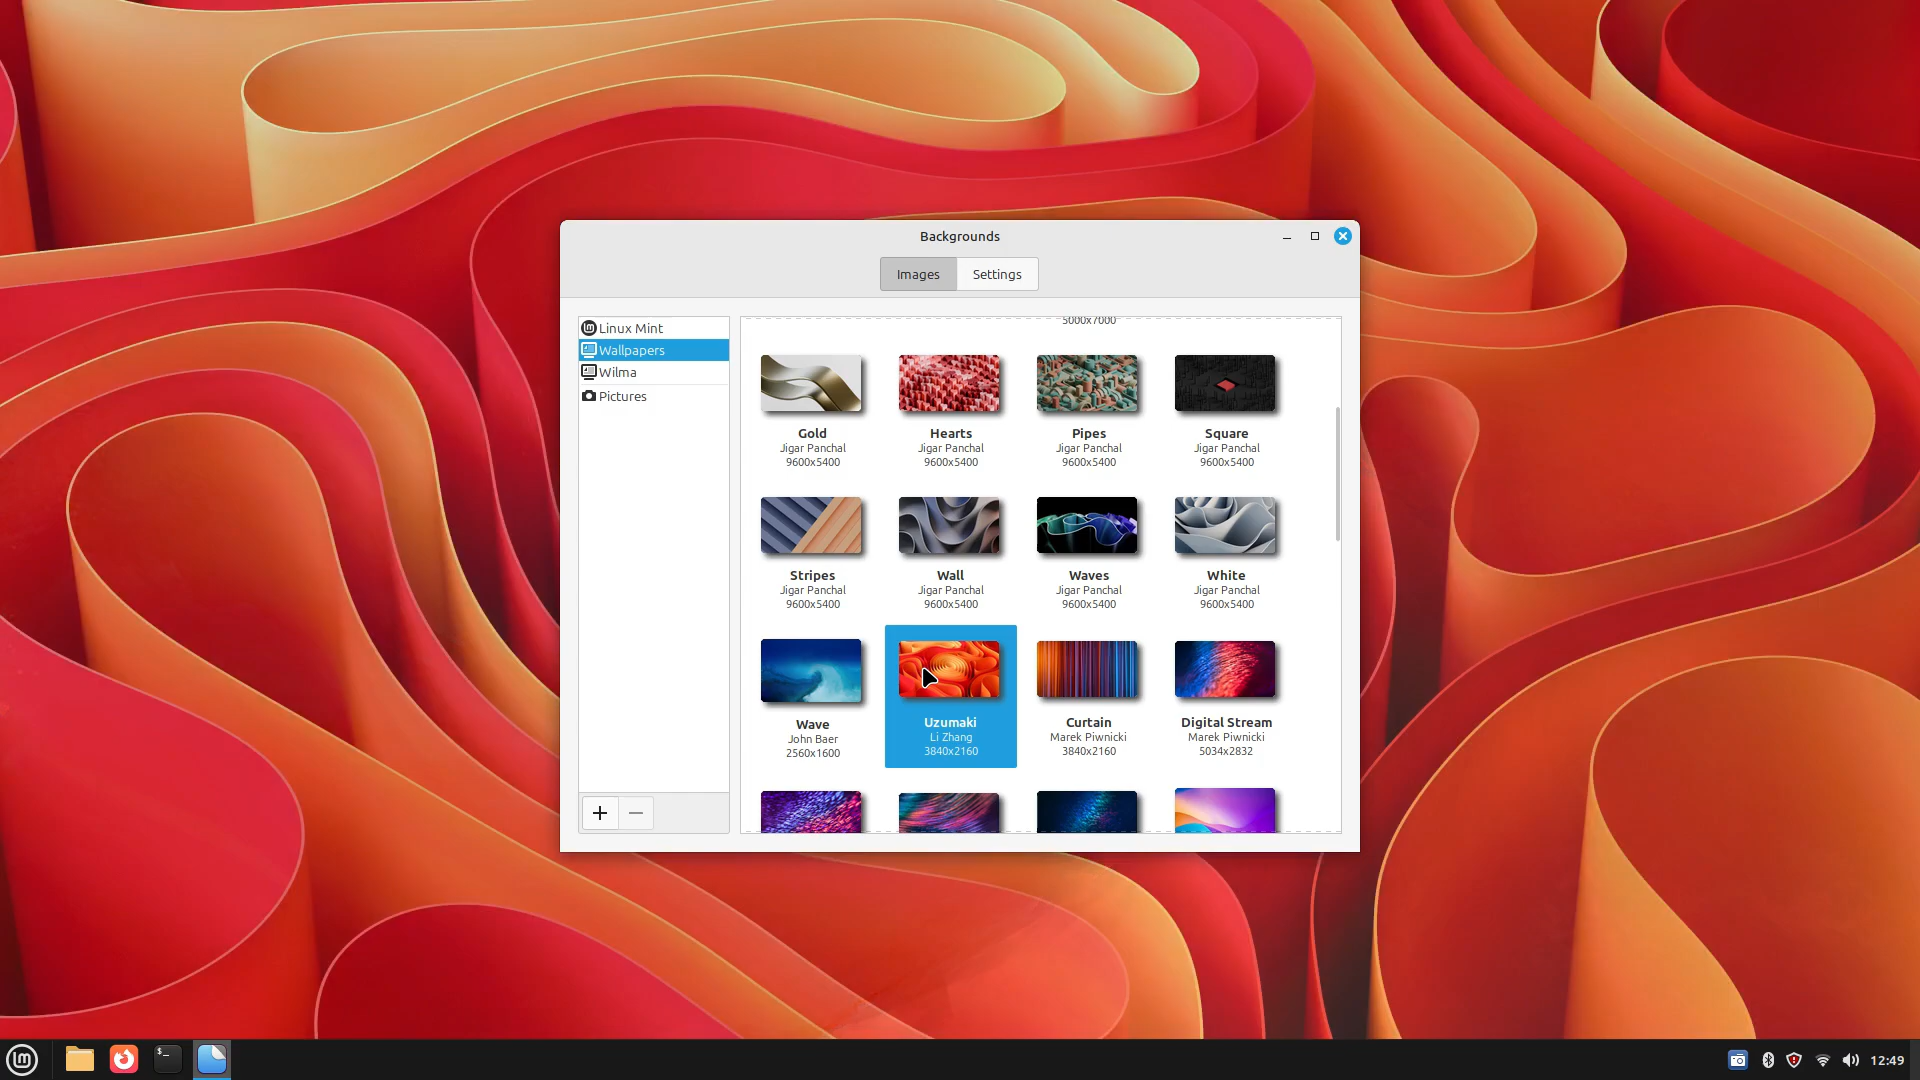 Backgrounds
Images Settings
Linux Mint
Wallpapers
Wilma
Pictures
5000x7000
Gold Hearts Pipes Square
Jigar Panchal Jigar Panchal Jigar Panchal Jigar Panchal
9600x5400 9600x5400 9600x5400 9600x5400
Stripes Wall Waves White
Jigar Panchal Jigar Panchal Jigar Panchal Jigar Panchal
9600x5400 9600x5400 9600x5400 9600x5400
Wave Uzumaki Curtain Digital Stream
John Baer Li Zhang Marek Piwnicki Marek Piwnicki
2560x1600 3840x2160 3840x2160 5034x2832
$_
12:49